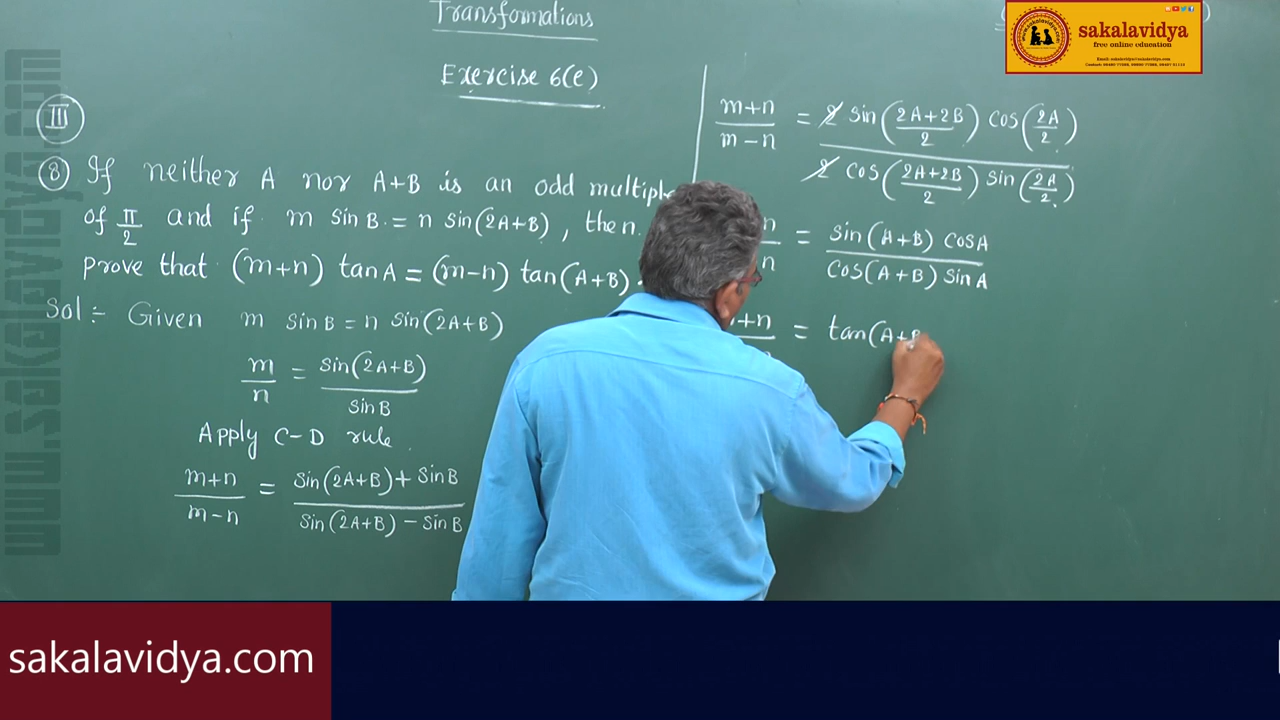 Transformations
Exercise 6(e)
III
8) If neither A nor A+B is an odd multiple
of π/2 and if m sin B = n sin(2A+B), then
prove that (m+n) tan A = (m-n) tan(A+B).
Sol :- Given m sin B = n sin(2A+B)
m/n = sin(2A+B)/sin B
Apply C-D rule.
m+n/m-n = sin(2A+B)+sin B/sin(2A+B)-sin B
m+n/m-n = 2 sin(2A+2B/2) cos(2A/2)/2 cos(2A+2B/2) sin(2A/2)
n/n = sin(A+B) cos A/cos(A+B) sin A
+n = tan(A+B
sakalavidya
free online education
www.sakalavidya.com
sakalavidya.com